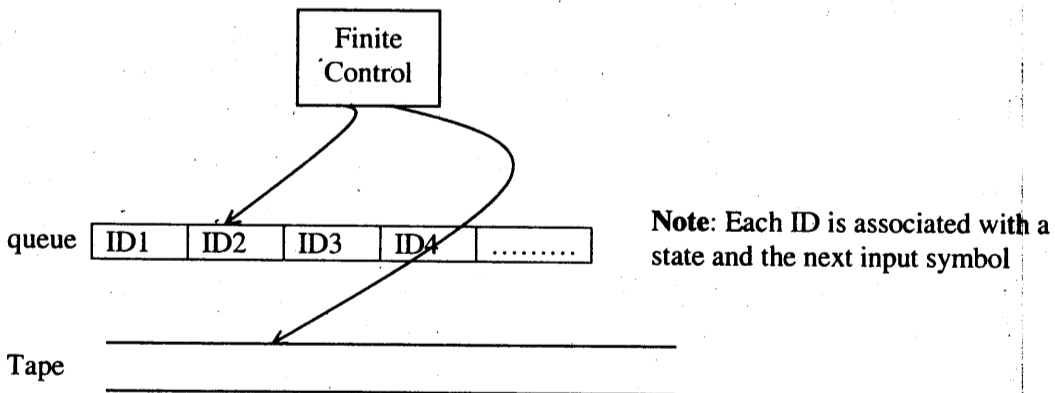 Finite
Control
queue ID1 ID2 ID3 ID4 .........
Note: Each ID is associated with a
state and the next input symbol
Tape